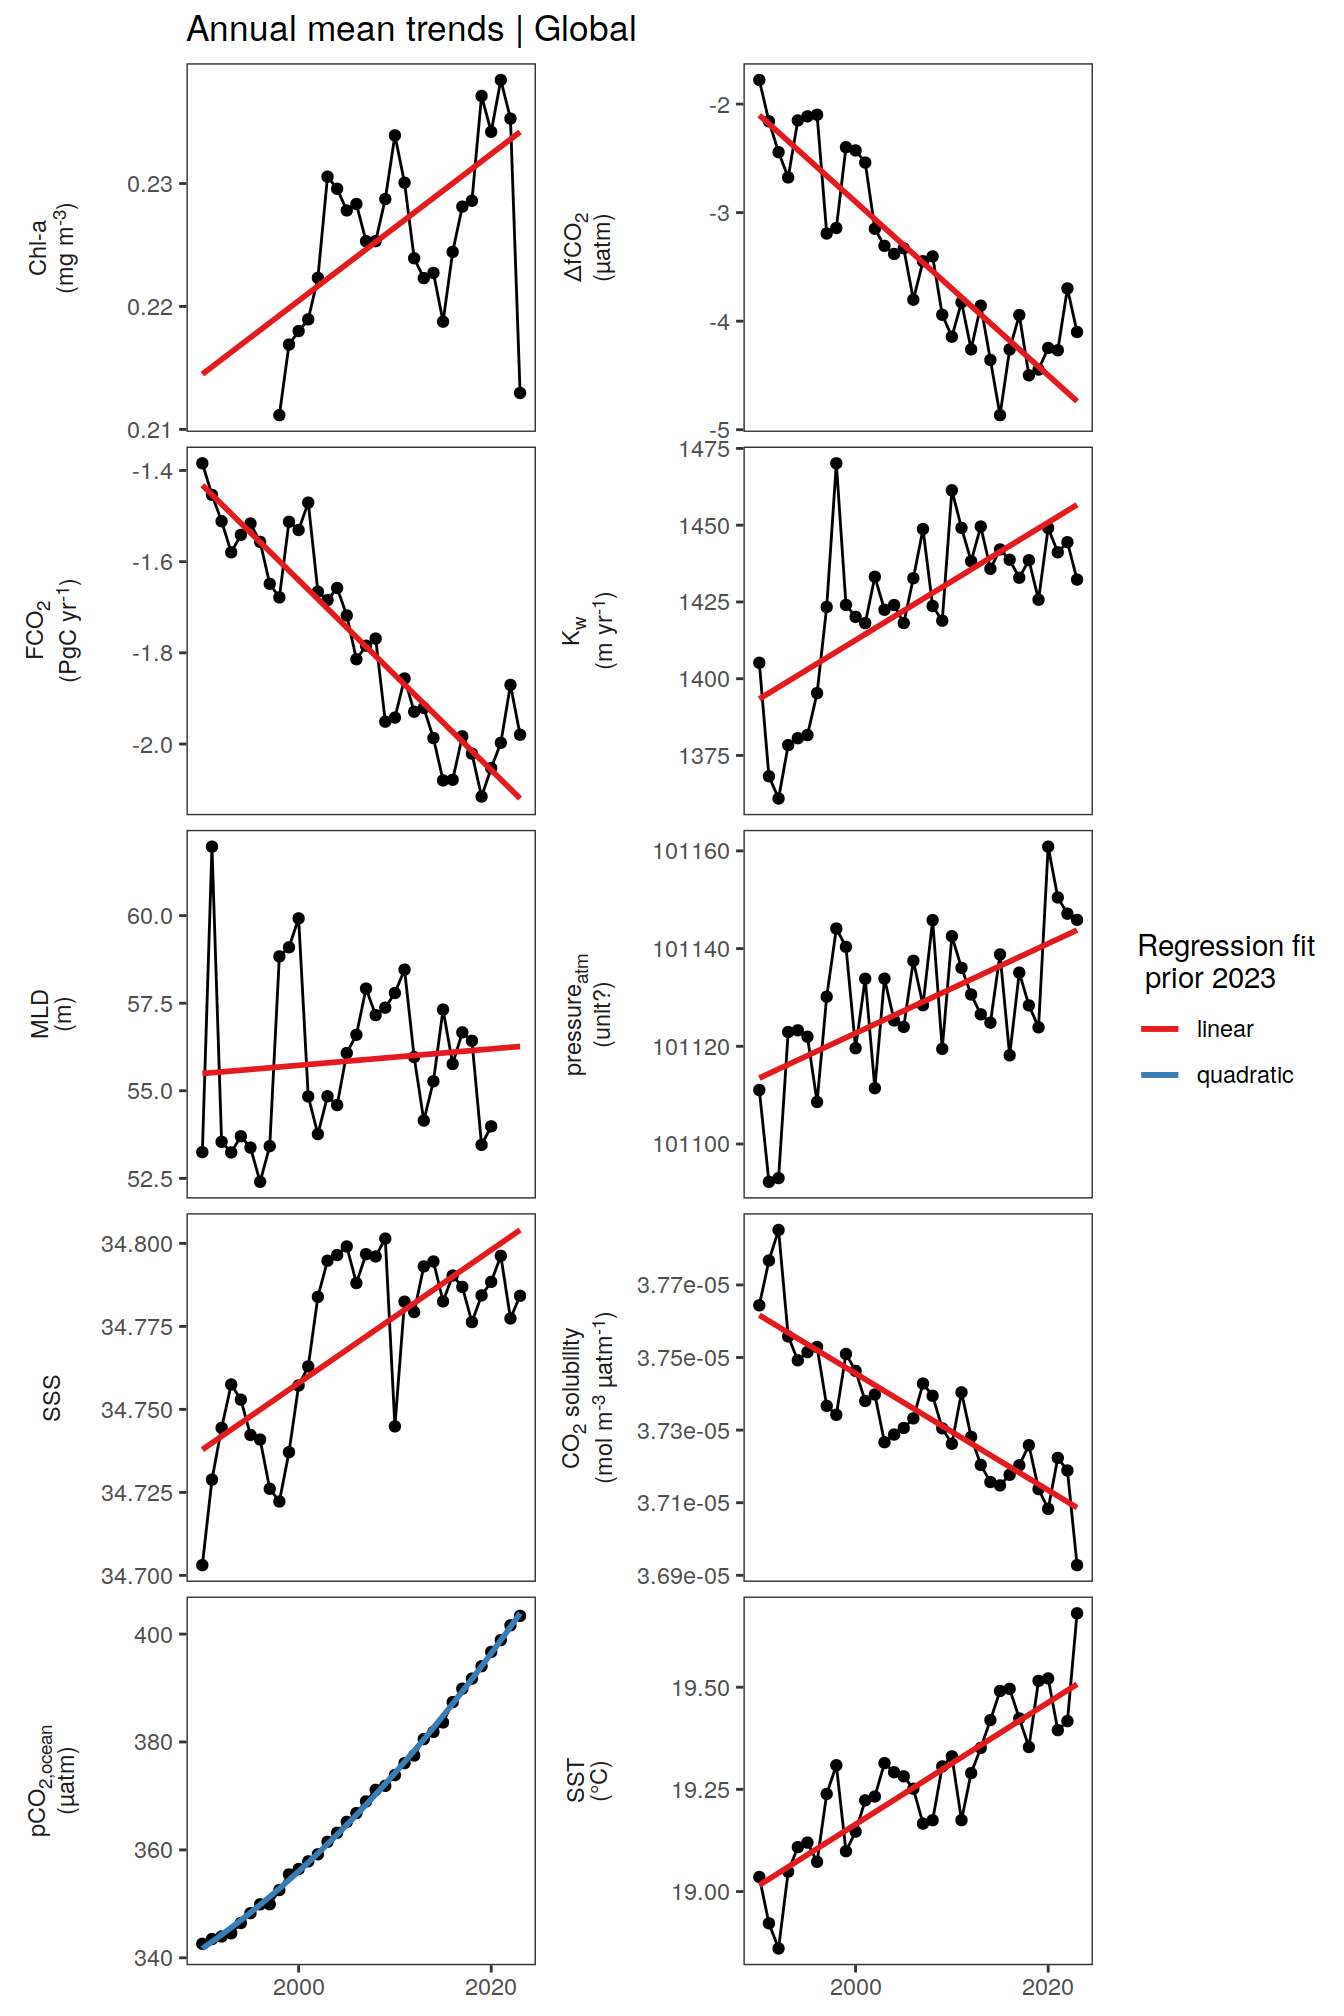 Annual mean trends | Global
Chl-a
(mg m⁻³)
0.23
0.22
0.21
ΔfCO₂
(µatm)
-2
-3
-4
-5
FCO₂
(PgC yr⁻¹)
-1.4
-1.6
-1.8
-2.0
K_w
(m yr⁻¹)
1475
1450
1425
1400
1375
MLD
(m)
60.0
57.5
55.0
52.5
pressure_atm
(unit?)
101160
101140
101120
101100
SSS
34.800
34.775
34.750
34.725
34.700
CO₂ solubility
(mol m⁻³ µatm⁻¹)
3.77e-05
3.75e-05
3.73e-05
3.71e-05
3.69e-05
pCO₂,ocean
(µatm)
400
380
360
340
2000 2020
SST
(°C)
19.50
19.25
19.00
2000 2020
Regression fit
prior 2023
linear
quadratic